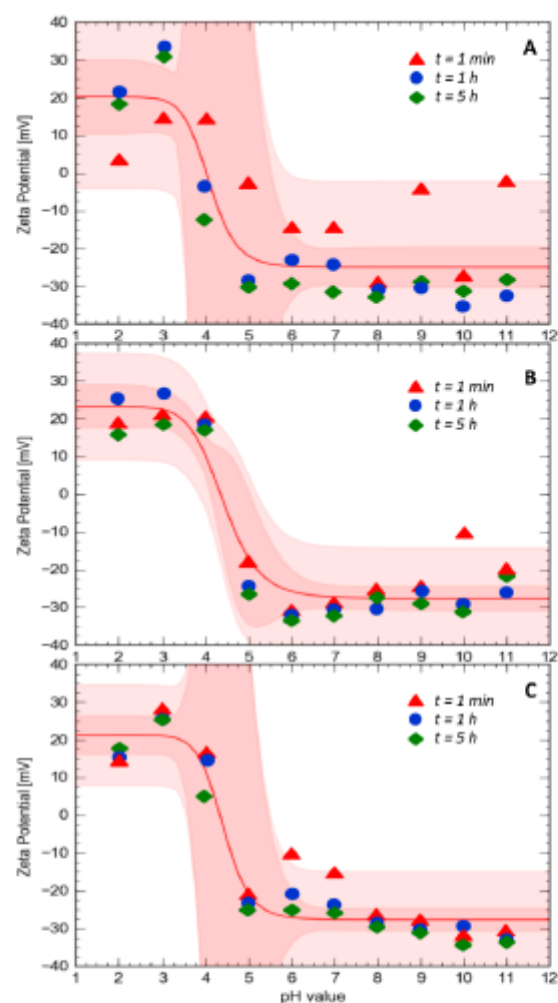 A
t = 1 min
t = 1 h
t = 5 h
Zeta Potential [mV]
40
30
20
10
0
−10
−20
−30
−40
1 2 3 4 5 6 7 8 9 10 11 12
B
t = 1 min
t = 1 h
t = 5 h
Zeta Potential [mV]
40
30
20
10
0
−10
−20
−30
−40
1 2 3 4 5 6 7 8 9 10 11 12
C
t = 1 min
t = 1 h
t = 5 h
Zeta Potential [mV]
40
30
20
10
0
−10
−20
−30
−40
1 2 3 4 5 6 7 8 9 10 11 12
pH value